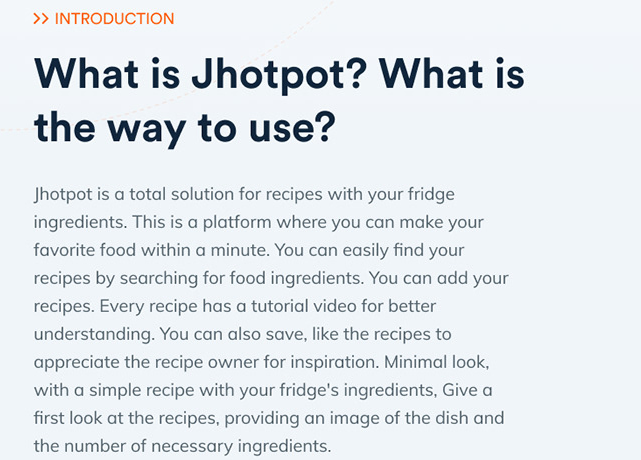 INTRODUCTION
What is Jhotpot? What is
the way to use?
Jhotpot is a total solution for recipes with your fridge
ingredients. This is a platform where you can make your
favorite food within a minute. You can easily find your
recipes by searching for food ingredients. You can add your
recipes. Every recipe has a tutorial video for better
understanding. You can also save, like the recipes to
appreciate the recipe owner for inspiration. Minimal look,
with a simple recipe with your fridge's ingredients, Give a
first look at the recipes, providing an image of the dish and
the number of necessary ingredients.